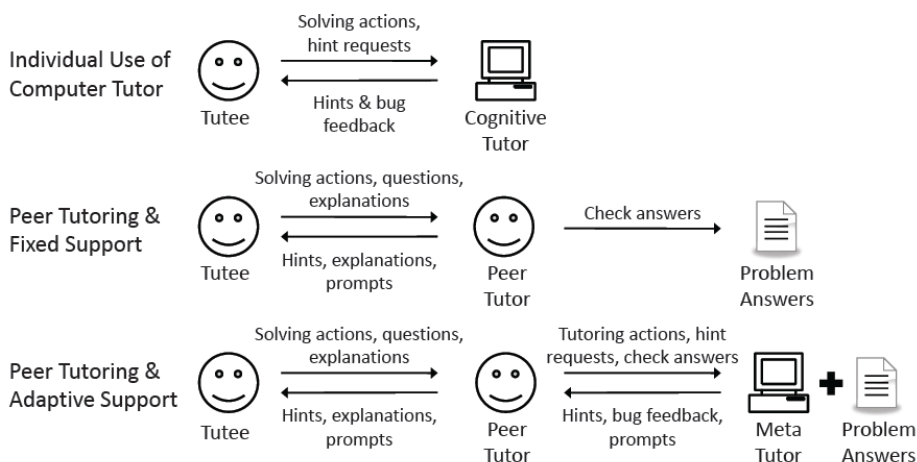 Individual Use of
Computer Tutor
Solving actions,
hint requests
Hints & bug
feedback
Tutee
Cognitive
Tutor
Peer Tutoring &
Fixed Support
Solving actions, questions,
explanations
Hints, explanations,
prompts
Check answers
Tutee
Peer
Tutor
Problem
Answers
Peer Tutoring &
Adaptive Support
Solving actions, questions,
explanations
Hints, explanations,
prompts
Tutoring actions, hint
requests, check answers
Hints, bug feedback,
prompts
Tutee
Peer
Tutor
Meta
Tutor
Problem
Answers